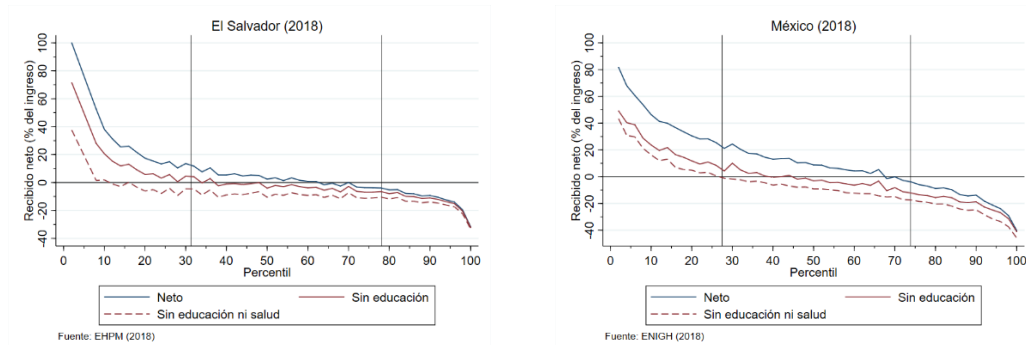 El Salvador (2018)
Recibido neto (% del ingreso)
100
80
60
40
20
0
-20
-40
0 10 20 30 40 50 60 70 80 90 100
Percentil
Neto Sin educación
Sin educación ni salud
Fuente: EHPM (2018)
México (2018)
Recibido neto (% del ingreso)
100
80
60
40
20
0
-20
-40
0 10 20 30 40 50 60 70 80 90 100
Percentil
Neto Sin educación
Sin educación ni salud
Fuente: ENIGH (2018)